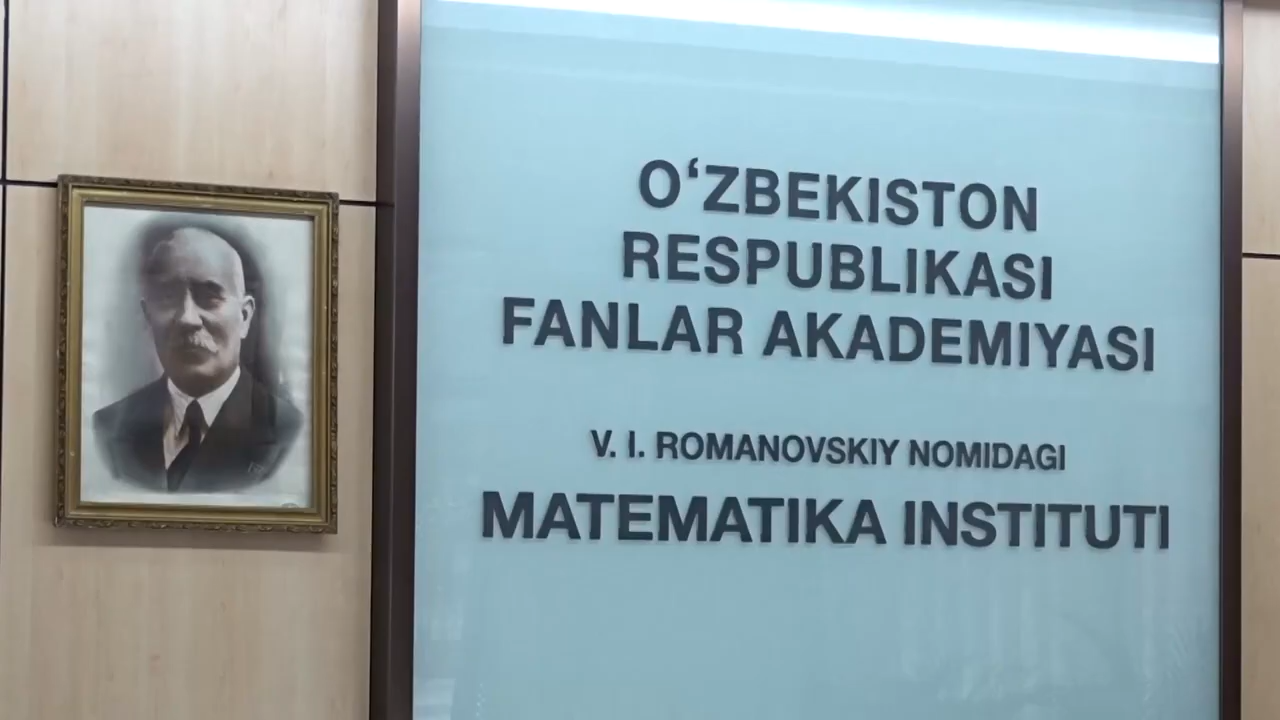 O‘ZBEKISTON
RESPUBLIKASI
FANLAR AKADEMIYASI
V. I. ROMANOVSKIY NOMIDAGI
MATEMATIKA INSTITUTI